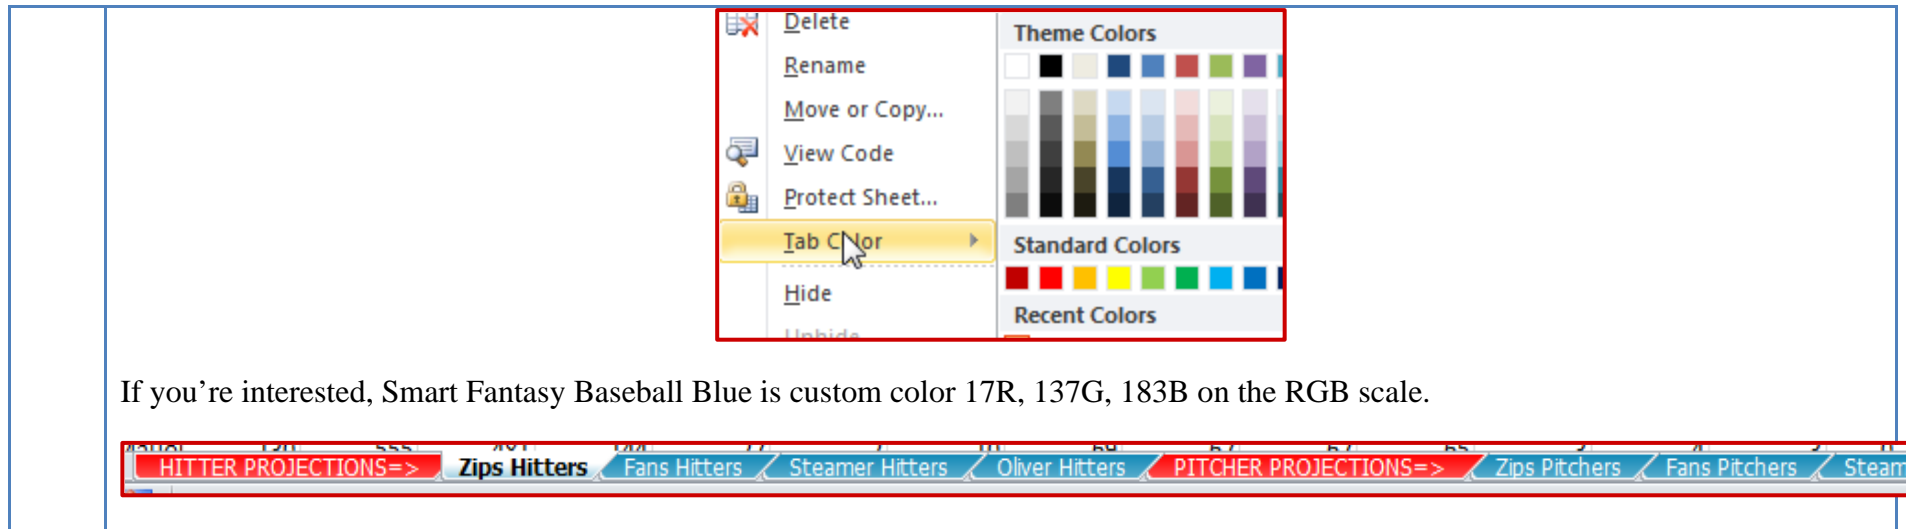 Delete
Theme Colors
Rename
Move or Copy...
View Code
Protect Sheet...
Tab Color
Standard Colors
Hide
Recent Colors
Unhide
If you’re interested, Smart Fantasy Baseball Blue is custom color 17R, 137G, 183B on the RGB scale.
HITTER PROJECTIONS=> Zips Hitters Fans Hitters Steamer Hitters Oliver Hitters PITCHER PROJECTIONS=> Zips Pitchers Fans Pitchers Steam